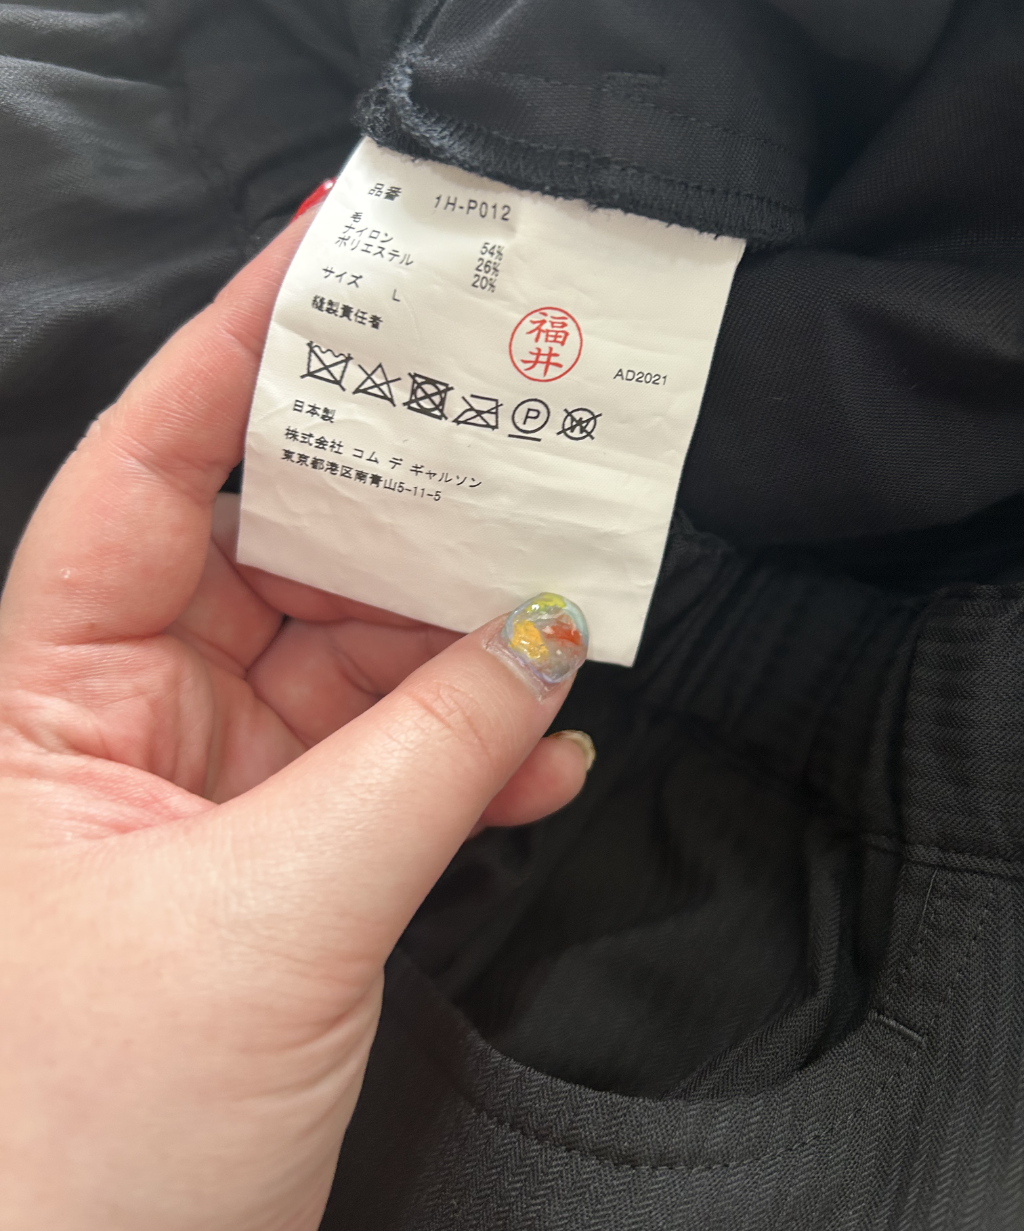 品番 1H-P012
毛 54%
ナイロン 26%
ポリエステル 20%
サイズ L
縫製責任者
福井
AD2021
P
W
日本製
株式会社 コム デ ギャルソン
東京都港区南青山5-11-5